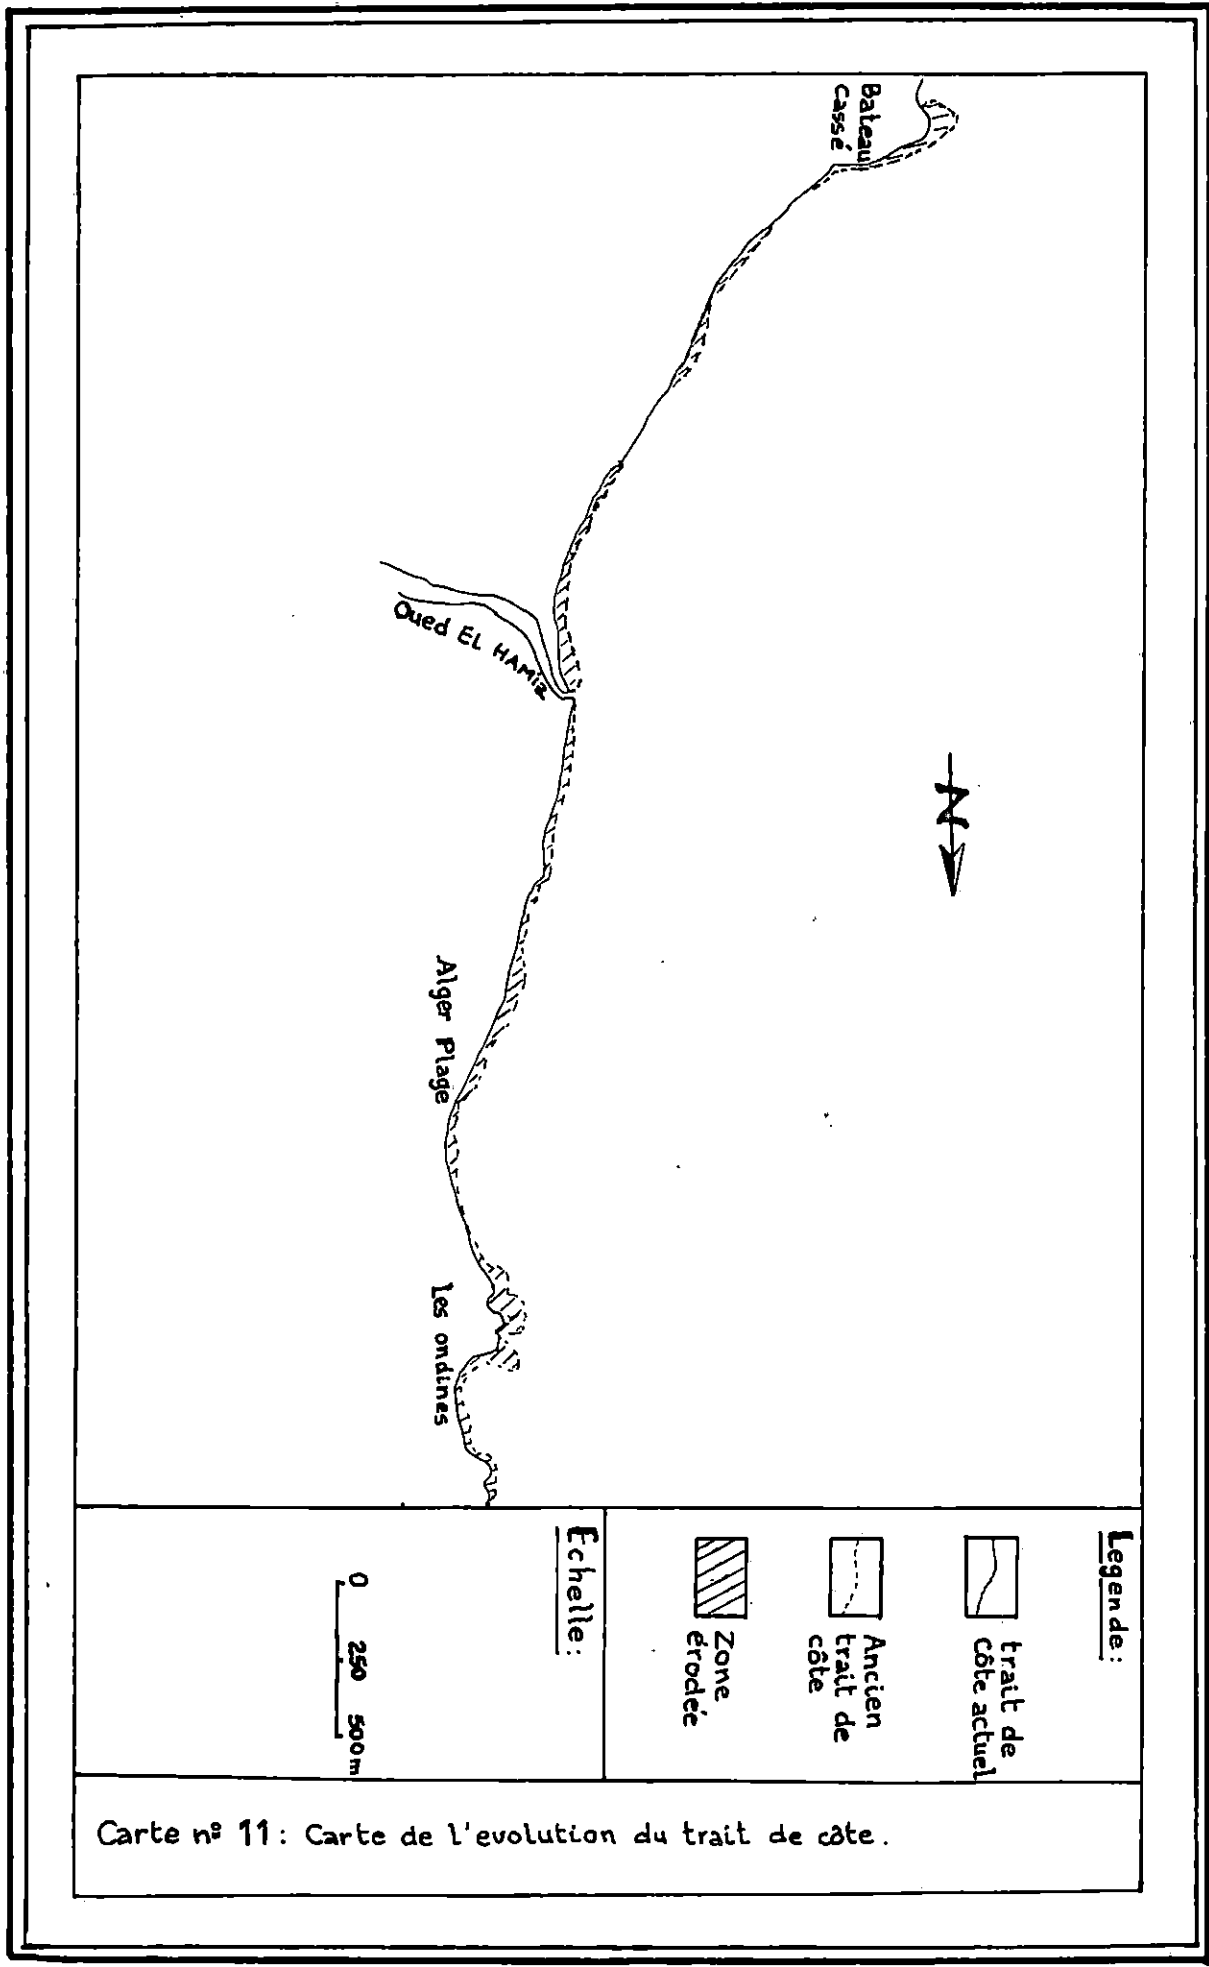 Bateau
cassé
Oued EL HAMIZ
N
Alger Plage
Les ondines
Legende:
trait de
côte actuel
Ancien
trait de
côte
Zone
érodée
Echelle:
0 250 500m
Carte nº 11: Carte de l'evolution du trait de côte.